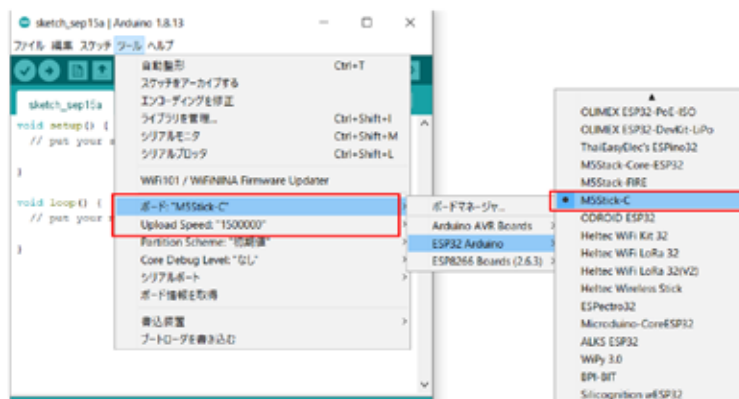 sketch_sep15a | Arduino 1.8.13
ファイル 編集 スケッチ ツール ヘルプ
sketch_sep15a
void setup() {
// put your
}
void loop() {
// put your
}
自動整形 Ctrl+T
スケッチをアーカイブする
エンコーディングを修正
ライブラリを管理... Ctrl+Shift+I
シリアルモニタ Ctrl+Shift+M
シリアルプロッタ Ctrl+Shift+L
WiFi101 / WiFiNINA Firmware Updater
ボード: "M5Stick-C"
Upload Speed: "1500000"
Partition Scheme: "初期値"
Core Debug Level: "なし"
シリアルポート
ボード情報を取得
書込装置
ブートローダを書き込む
ボードマネージャ...
Arduino AVR Boards
ESP32 Arduino
ESP8266 Boards (2.6.3)
OLIMEX ESP32-PoE-ISO
OLIMEX ESP32-DevKit-LiPo
ThaiEasyElec's ESPino32
M5Stack-Core-ESP32
M5Stack-FIRE
M5Stick-C
ODROID ESP32
Heltec WiFi Kit 32
Heltec WiFi LoRa 32
Heltec WiFi LoRa 32(V2)
Heltec Wireless Stick
ESPectro32
Microduino-CoreESP32
ALKS ESP32
WiPy 3.0
BPI-BIT
Silicognition wESP32